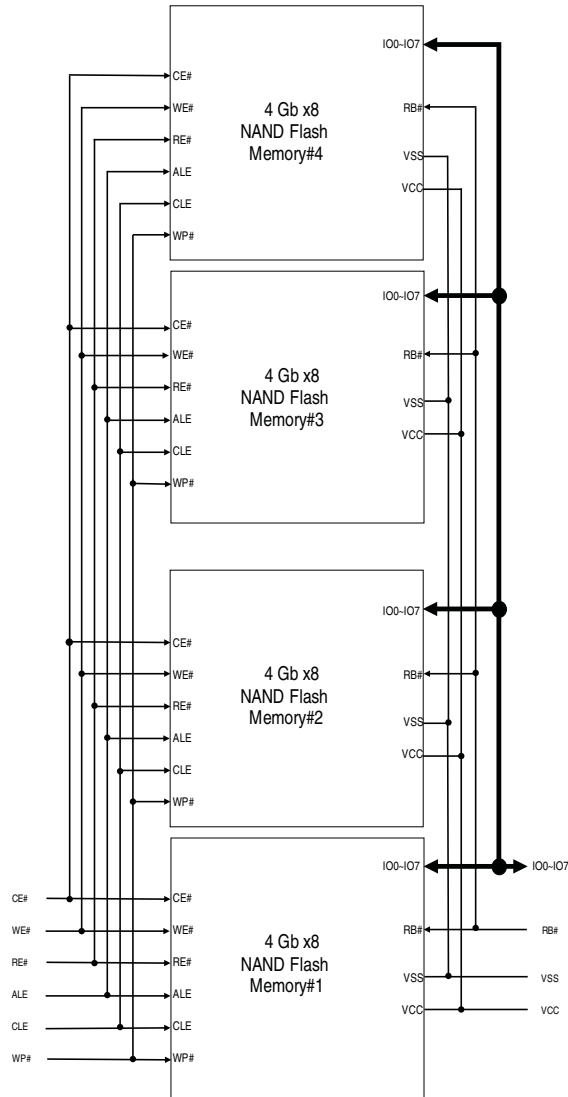 IO0~IO7
CE#
4 Gb x8
WE#
RB#
NAND Flash
RE#
Memory#4
VSS
ALE
VCC
CLE
WP#
IO0~IO7
CE#
WE#
RB#
4 Gb x8
RE#
NAND Flash
VSS
Memory#3
ALE
VCC
CLE
WP#
IO0~IO7
CE#
4 Gb x8
WE#
RB#
NAND Flash
RE#
Memory#2
VSS
ALE
VCC
CLE
WP#
IO0~IO7
IO0~IO7
CE#
CE#
WE#
WE#
4 Gb x8
RB#
RB#
RE#
RE#
NAND Flash
VSS
VSS
Memory#1
ALE
ALE
VCC
VCC
CLE
CLE
WP#
WP#